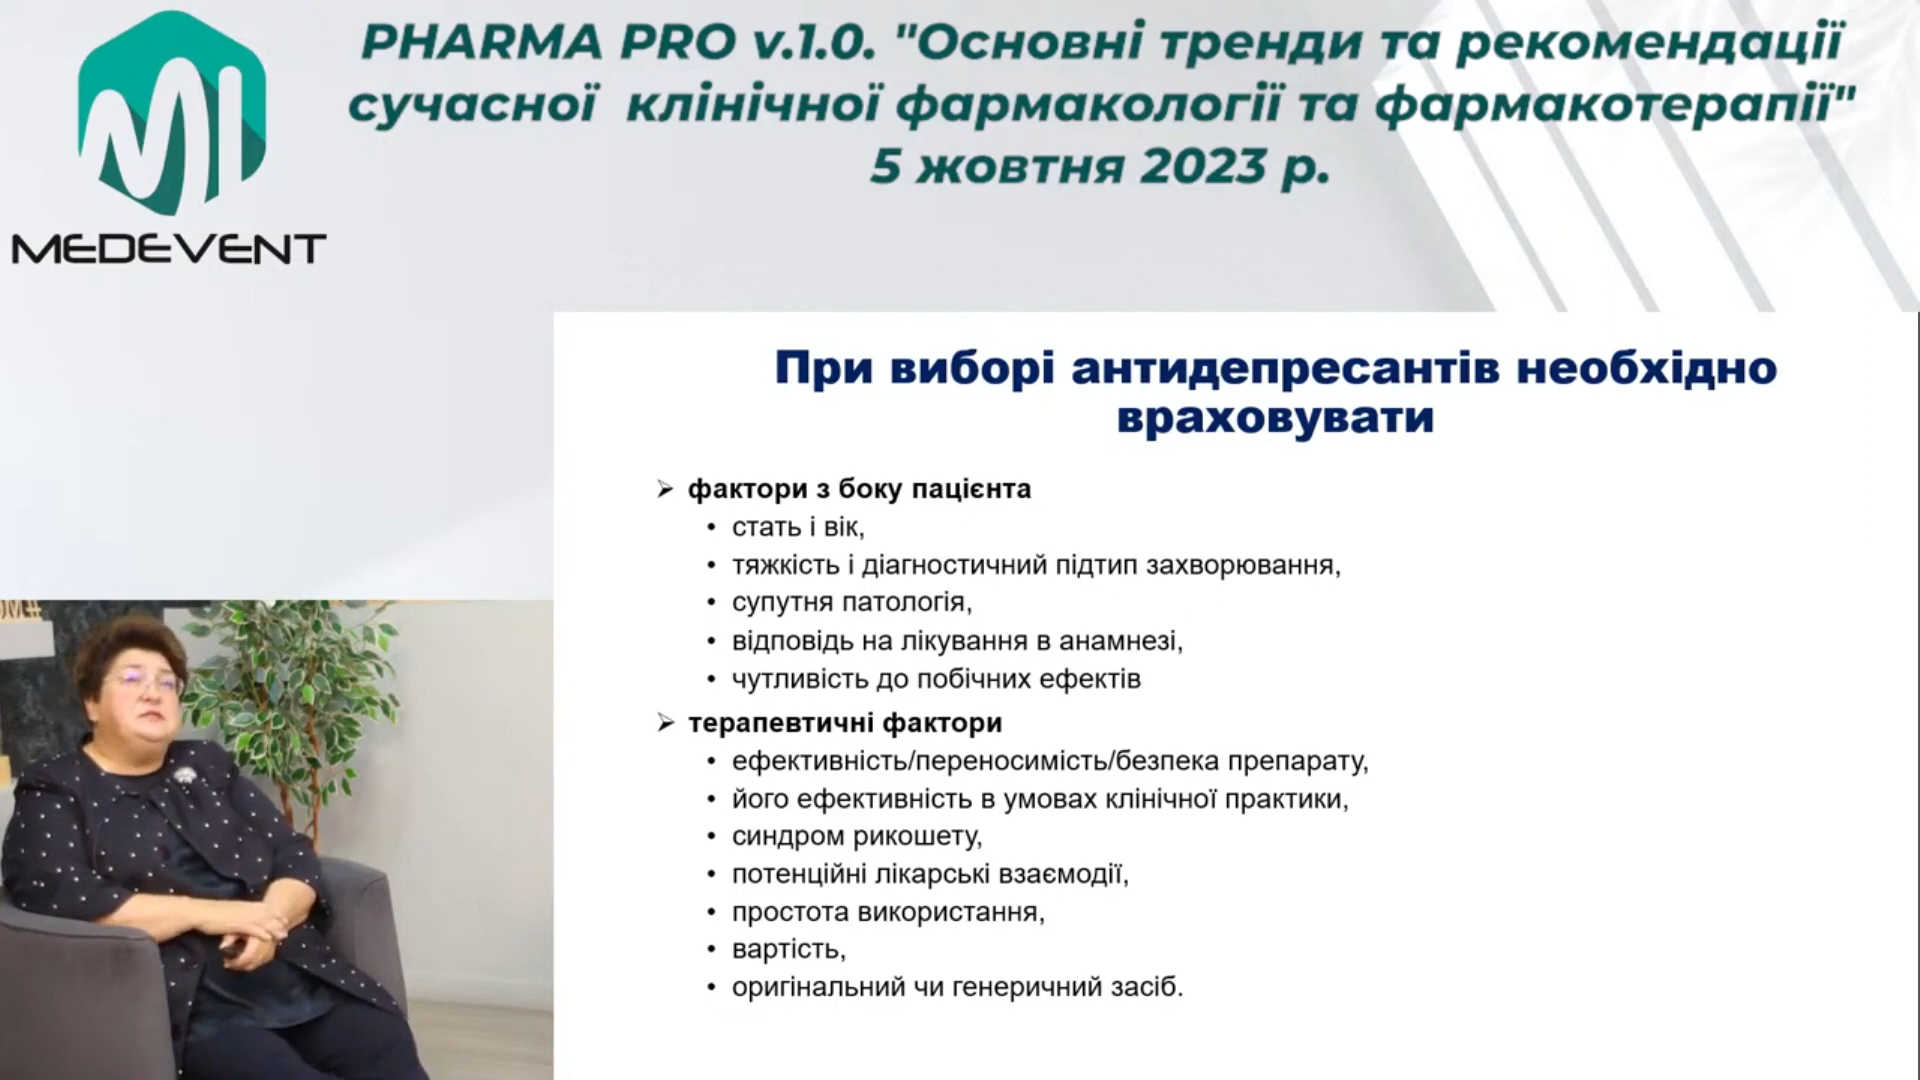 PHARMA PRO v.1.0. "Основні тренди та рекомендації
сучасної клінічної фармакології та фармакотерапії"
5 жовтня 2023 р.
MEDEVENT
При виборі антидепресантів необхідно
враховувати
фактори з боку пацієнта
стать і вік,
тяжкість і діагностичний підтип захворювання,
супутня патологія,
відповідь на лікування в анамнезі,
чутливість до побічних ефектів
терапевтичні фактори
ефективність/переносимість/безпека препарату,
його ефективність в умовах клінічної практики,
синдром рикошету,
потенційні лікарські взаємодії,
простота використання,
вартість,
оригінальний чи генеричний засіб.